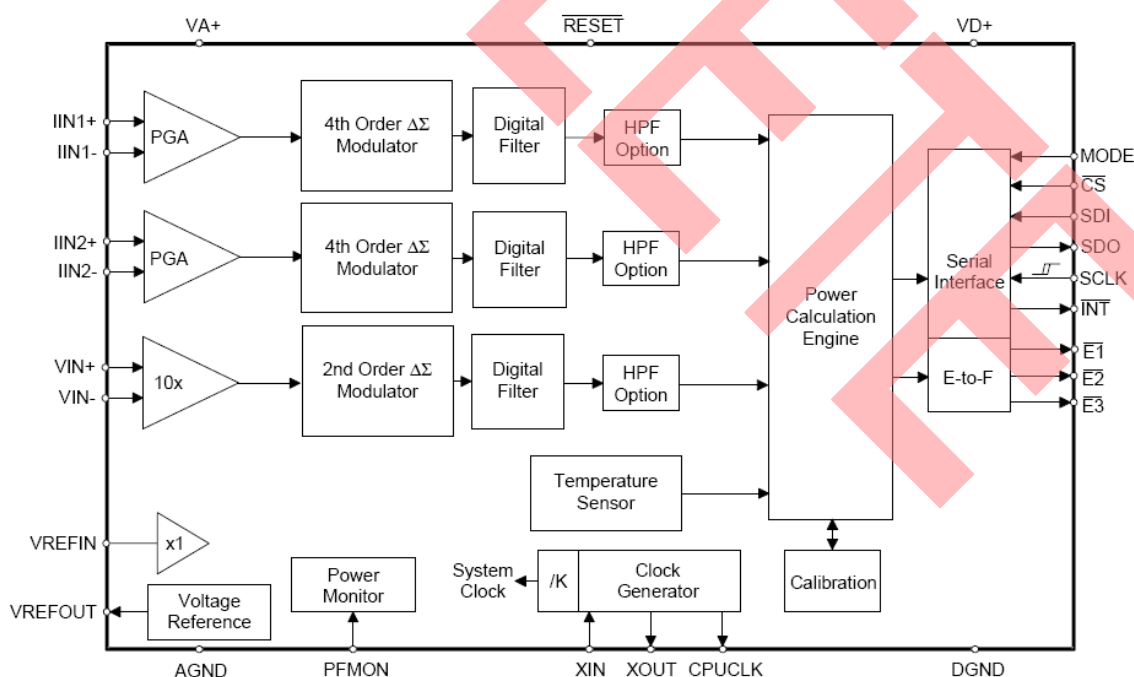 VA+
RESET
VD+
IIN1+
IIN1-
PGA
4th Order ΔΣ
Modulator
Digital
Filter
HPF
Option
IIN2+
IIN2-
PGA
4th Order ΔΣ
Modulator
Digital
Filter
HPF
Option
VIN+
VIN-
10x
2nd Order ΔΣ
Modulator
Digital
Filter
HPF
Option
Power
Calculation
Engine
Serial
Interface
E-to-F
MODE
CS
SDI
SDO
SCLK
INT
E1
E2
E3
Temperature
Sensor
VREFIN
x1
VREFOUT
Voltage
Reference
Power
Monitor
System
Clock
/K
Clock
Generator
Calibration
AGND
PFMON
XIN
XOUT
CPUCLK
DGND